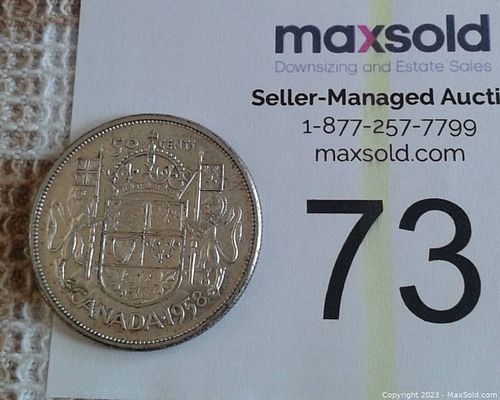 maxsold
Downsizing and Estate Sales
Seller-Managed Aucti
1-877-257-7799
maxsold.com
73
50 CENTS
CANADA·1958
Copyright 2023 - MaxSold.com